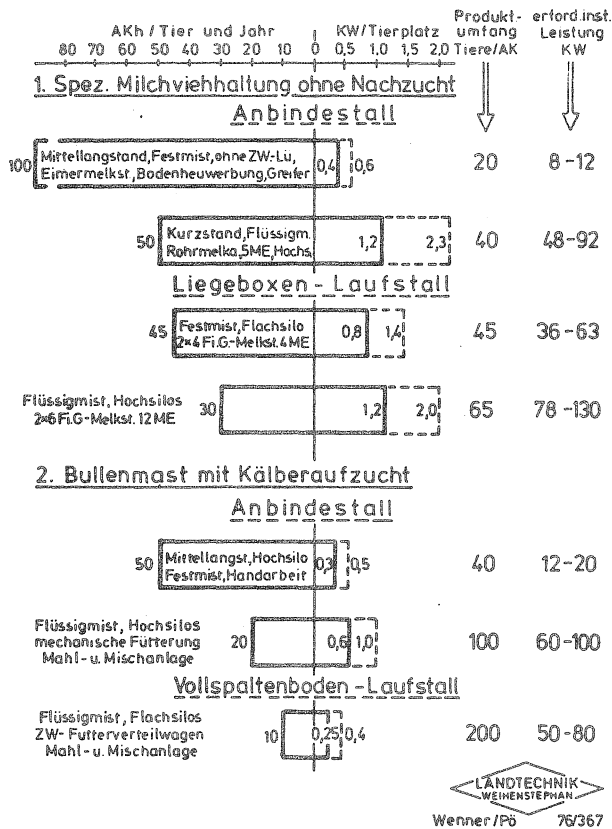 AKh / Tier und Jahr KW/Tierplatz Produkt- umfang Tiere/AK erford.inst. Leistung KW
80 70 60 50 40 30 20 10 0 0,5 1,0 1,5 2,0
1. Spez. Milchviehhaltung ohne Nachzucht
Anbindestall
100 Mittellangstand,Festmist,ohne ZW.-Lü, 0,4 0,6 20 8-12
Eimermelkst.,Bodenheuwerbung,Greifer
50 Kurzstand,Flüssigm. 1,2 2,3 40 48-92
Rohrmelka,5ME,Hochs.
Liegeboxen - Laufstall
45 Festmist,Flachsilo 0,8 1,4 45 36-63
2×4 Fi.G-Melkst. 4ME
Flüssigmist, Hochsilos 30 1,2 2,0 65 78-130
2×6 Fi.G-Melkst. 12 ME
2. Bullenmast mit Kälberaufzucht
Anbindestall
50 Mittellangst,Hochsilo 0,3 0,5 40 12-20
Festmist,Handarbeit
Flüssigmist, Hochsilos
mechanische Fütterung 20 0,6 1,0 100 60-100
Mahl- u. Mischanlage
Vollspaltenboden - Laufstall
Flüssigmist, Flachsilos
ZW- Futterverteilwagen 10 0,25 0,4 200 50-80
Mahl- u. Mischanlage
LANDTECHNIK
WEIHENSTEPHAN
Wenner/Pö 76/367